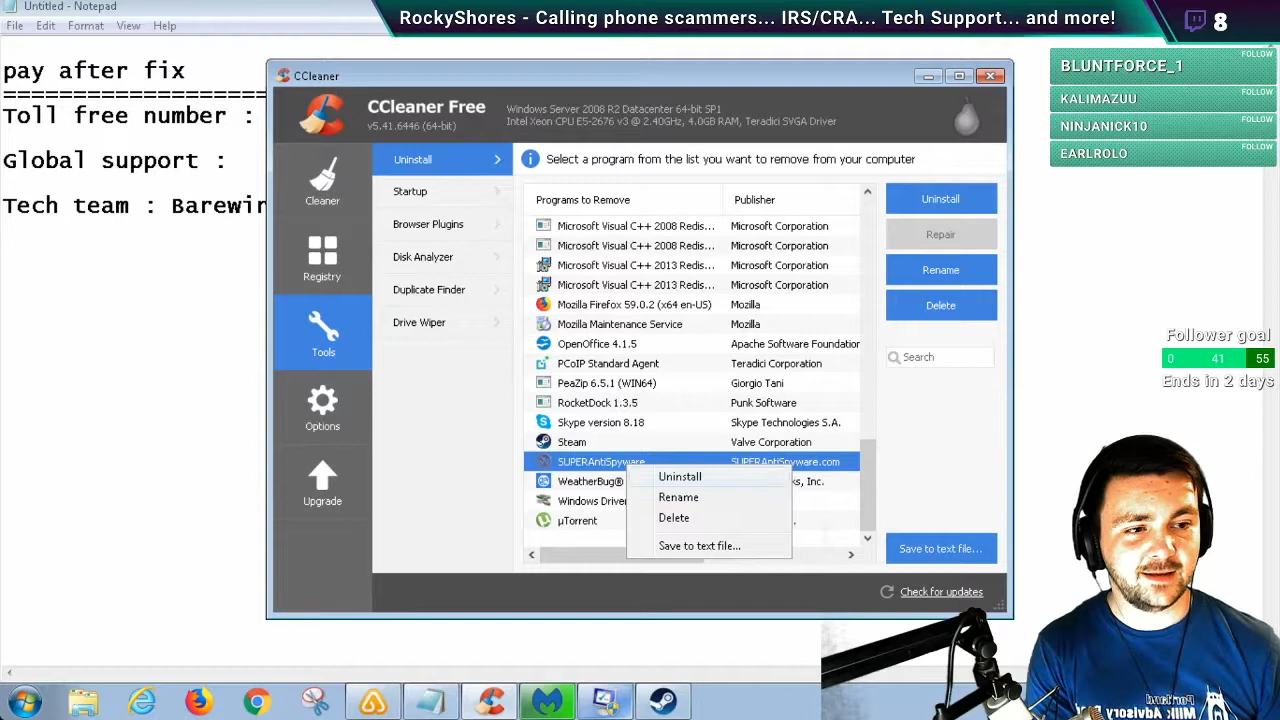 Untitled - Notepad
File Edit Format View Help
RockyShores - Calling phone scammers... IRS/CRA... Tech Support... and more!
8
pay after fix
=====================
Toll free number :
Global support :
Tech team : Barewir
CCleaner
CCleaner Free
v5.41.6446 (64-bit)
Windows Server 2008 R2 Datacenter 64-bit SP1
Intel Xeon CPU E5-2676 v3 @ 2.40GHz, 4.0GB RAM, Teradici SVGA Driver
Cleaner
Registry
Tools
Options
Upgrade
Uninstall
Startup
Browser Plugins
Disk Analyzer
Duplicate Finder
Drive Wiper
Select a program from the list you want to remove from your computer
Programs to Remove Publisher
Microsoft Visual C++ 2008 Redis... Microsoft Corporation
Microsoft Visual C++ 2008 Redis... Microsoft Corporation
Microsoft Visual C++ 2013 Redis... Microsoft Corporation
Microsoft Visual C++ 2013 Redis... Microsoft Corporation
Mozilla Firefox 59.0.2 (x64 en-US) Mozilla
Mozilla Maintenance Service Mozilla
OpenOffice 4.1.5 Apache Software Foundation
PCoIP Standard Agent Teradici Corporation
PeaZip 6.5.1 (WIN64) Giorgio Tani
RocketDock 1.3.5 Punk Software
Skype version 8.18 Skype Technologies S.A.
Steam Valve Corporation
SUPERAntiSpyware SUPERAntiSpyware.com
WeatherBug® ks, Inc.
Windows Driver
µTorrent .
Uninstall
Rename
Delete
Save to text file...
Uninstall
Repair
Rename
Delete
Search
Save to text file...
Check for updates
FOLLOW
BLUNTFORCE_1
FOLLOW
KALIMAZUU
FOLLOW
NINJANICK10
FOLLOW
EARLROLO
Follower goal
0 41 55
Ends in 2 days
Portland
Milk Advisory